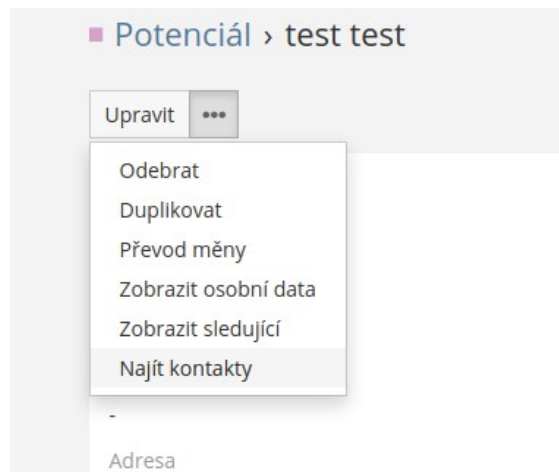 Potenciál › test test
Upravit •••
Odebrat
Duplikovat
Převod měny
Zobrazit osobní data
Zobrazit sledující
Najít kontakty
-
Adresa